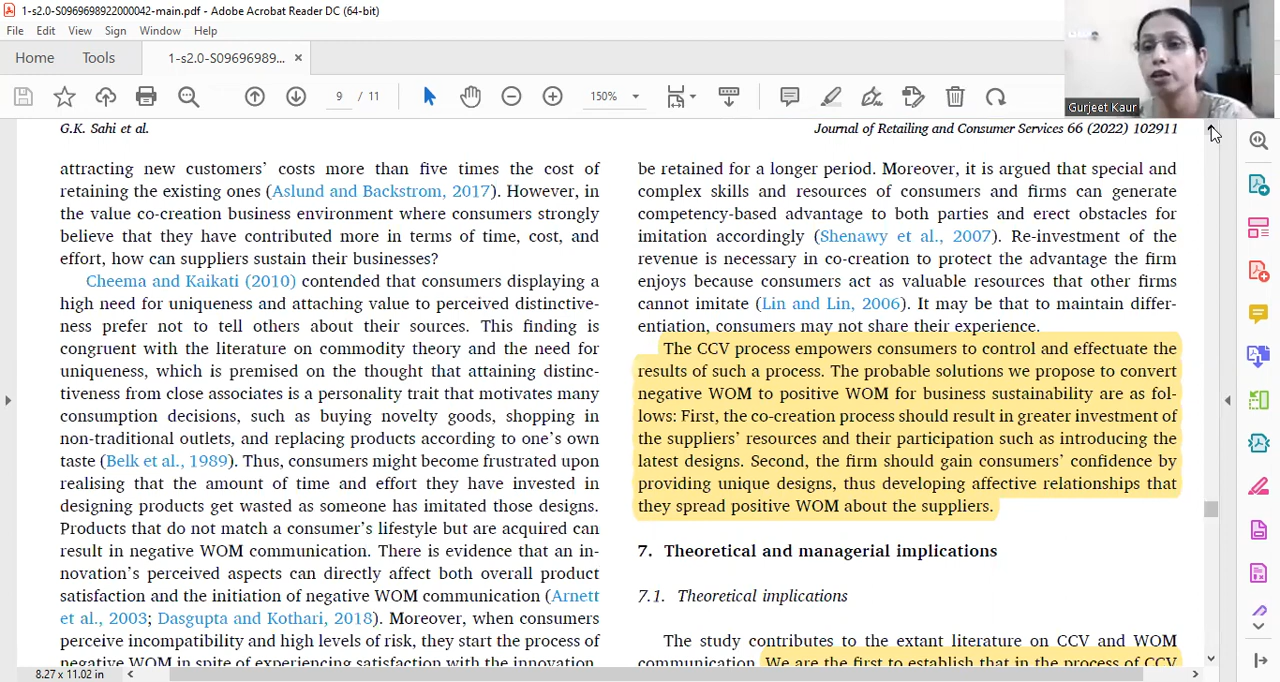 1-s2.0-S0969698922000042-main.pdf - Adobe Acrobat Reader DC (64-bit)
File Edit View Sign Window Help
Home Tools 1-s2.0-S09696989... ×
9 / 11 150%
Gurjeet Kaur
G.K. Sahi et al.
Journal of Retailing and Consumer Services 66 (2022) 102911
attracting new customers' costs more than five times the cost of
retaining the existing ones (Aslund and Backstrom, 2017). However, in
the value co-creation business environment where consumers strongly
believe that they have contributed more in terms of time, cost, and
effort, how can suppliers sustain their businesses?
Cheema and Kaikati (2010) contended that consumers displaying a
high need for uniqueness and attaching value to perceived distinctive-
ness prefer not to tell others about their sources. This finding is
congruent with the literature on commodity theory and the need for
uniqueness, which is premised on the thought that attaining distinc-
tiveness from close associates is a personality trait that motivates many
consumption decisions, such as buying novelty goods, shopping in
non-traditional outlets, and replacing products according to one's own
taste (Belk et al., 1989). Thus, consumers might become frustrated upon
realising that the amount of time and effort they have invested in
designing products get wasted as someone has imitated those designs.
Products that do not match a consumer's lifestyle but are acquired can
result in negative WOM communication. There is evidence that an in-
novation's perceived aspects can directly affect both overall product
satisfaction and the initiation of negative WOM communication (Arnett
et al., 2003; Dasgupta and Kothari, 2018). Moreover, when consumers
perceive incompatibility and high levels of risk, they start the process of
negative WOM in spite of experiencing satisfaction with the innovation.
be retained for a longer period. Moreover, it is argued that special and
complex skills and resources of consumers and firms can generate
competency-based advantage to both parties and erect obstacles for
imitation accordingly (Shenawy et al., 2007). Re-investment of the
revenue is necessary in co-creation to protect the advantage the firm
enjoys because consumers act as valuable resources that other firms
cannot imitate (Lin and Lin, 2006). It may be that to maintain differ-
entiation, consumers may not share their experience.
The CCV process empowers consumers to control and effectuate the
results of such a process. The probable solutions we propose to convert
negative WOM to positive WOM for business sustainability are as fol-
lows: First, the co-creation process should result in greater investment of
the suppliers' resources and their participation such as introducing the
latest designs. Second, the firm should gain consumers' confidence by
providing unique designs, thus developing affective relationships that
they spread positive WOM about the suppliers.
7. Theoretical and managerial implications
7.1. Theoretical implications
The study contributes to the extant literature on CCV and WOM
communication. We are the first to establish that in the process of CCV
8.27 x 11.02 in